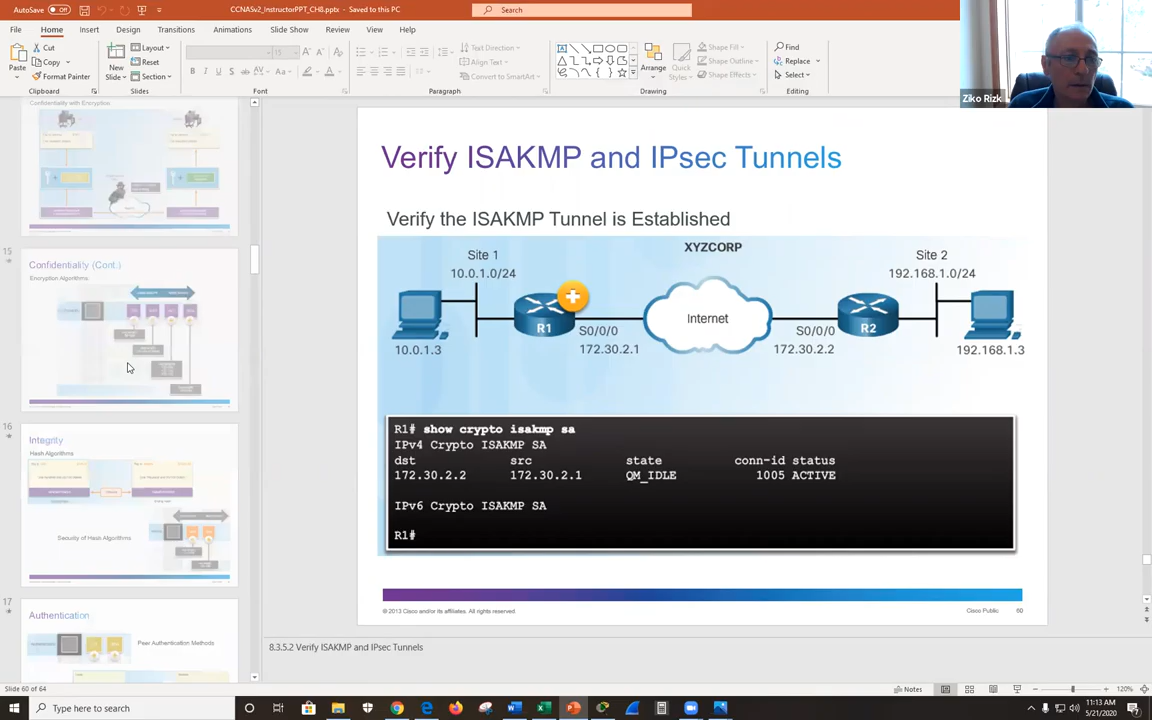 AutoSave Off
CCNASv2_InstructorPPT_CH8.pptx - Saved to this PC
Search
File Home Insert Design Transitions Animations Slide Show Review View Help
Paste
Cut
Copy
Format Painter
Clipboard
New
Slide
Layout
Reset
Section
Slides
Font
Text Direction
Align Text
Convert to SmartArt
Paragraph
Arrange
Quick
Styles
Shape Fill
Shape Outline
Shape Effects
Drawing
Find
Replace
Select
Editing
Ziko Rizk
Confidentiality with Encryption
15
Confidentiality (Cont.)
Encryption Algorithms
16
Integrity
Hash Algorithms
Security of Hash Algorithms
17
Authentication
Peer Authentication Methods
Verify ISAKMP and IPsec Tunnels
Verify the ISAKMP Tunnel is Established
XYZCORP
Site 1
10.0.1.0/24
Site 2
192.168.1.0/24
R1
Internet
R2
S0/0/0
172.30.2.1
S0/0/0
172.30.2.2
10.0.1.3
192.168.1.3
R1# show crypto isakmp sa
IPv4 Crypto ISAKMP SA
dst src state conn-id status
172.30.2.2 172.30.2.1 QM_IDLE 1005 ACTIVE
IPv6 Crypto ISAKMP SA
R1#
© 2013 Cisco and/or its affiliates. All rights reserved.
Cisco Public
60
8.3.5.2 Verify ISAKMP and IPsec Tunnels
Slide 60 of 64
Notes
120%
Type here to search
11:13 AM
5/21/2020